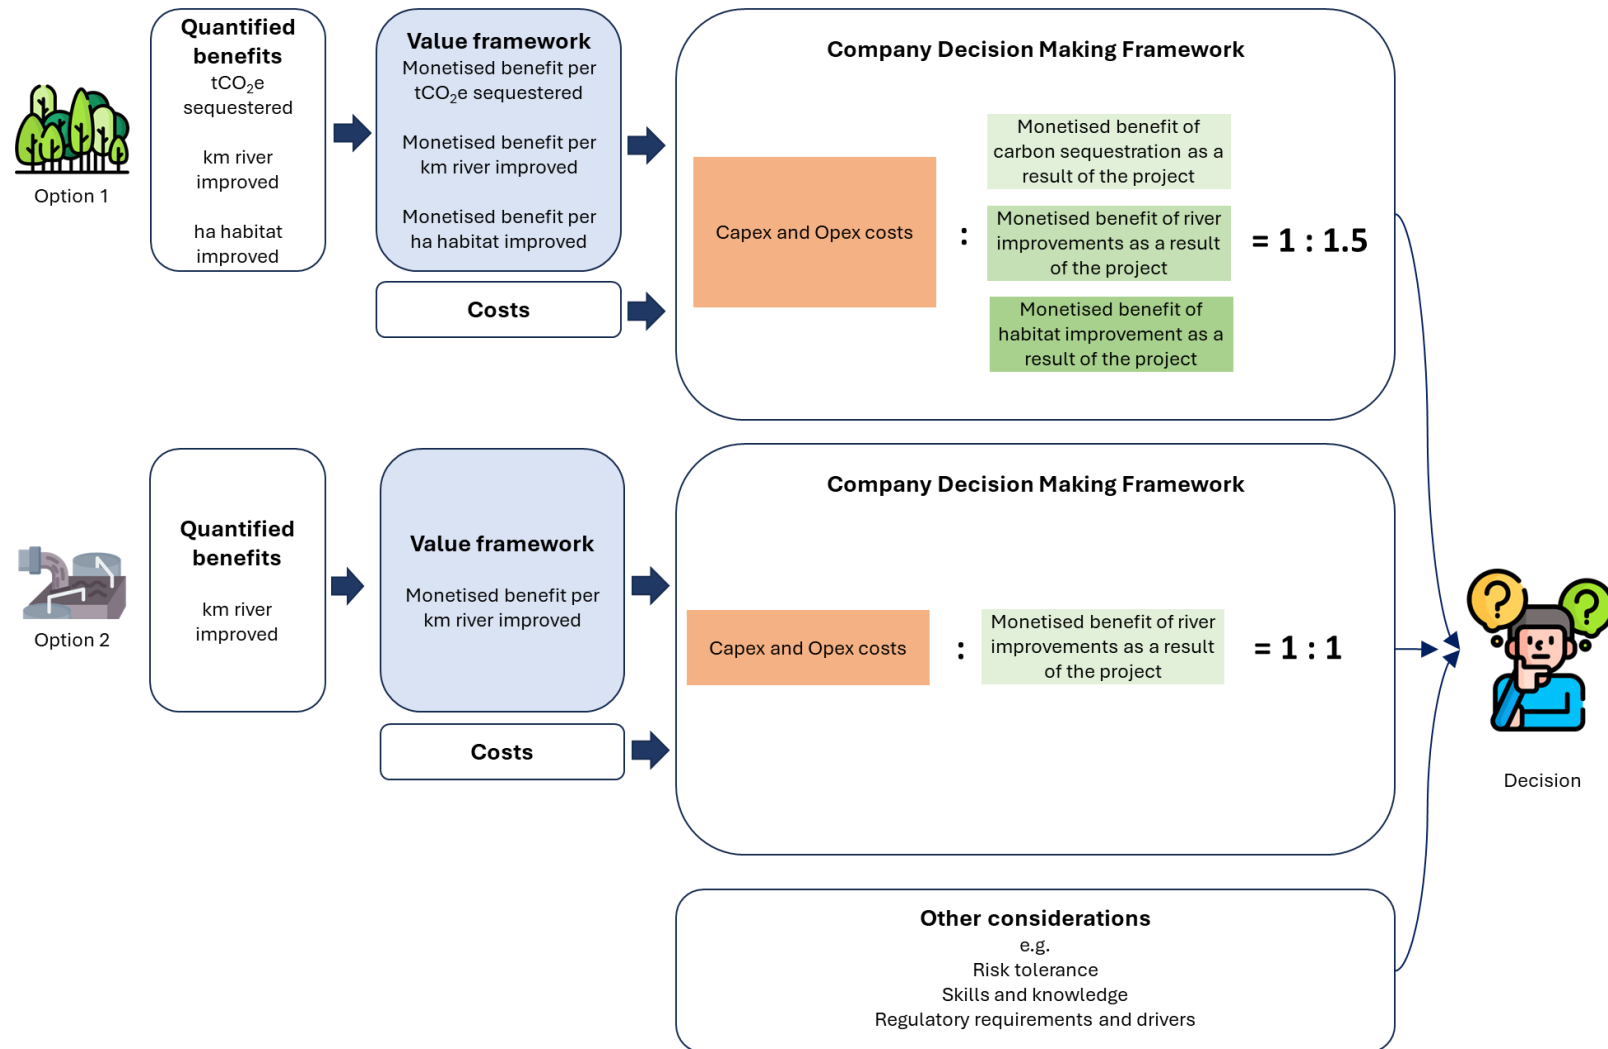 Option 1
Quantified
benefits
tCO₂e
sequestered
km river
improved
ha habitat
improved
Value framework
Monetised benefit per
tCO₂e sequestered
Monetised benefit per
km river improved
Monetised benefit per
ha habitat improved
Costs
Company Decision Making Framework
Capex and Opex costs
:
Monetised benefit of
carbon sequestration as a
result of the project
Monetised benefit of river
improvements as a result
of the project
Monetised benefit of
habitat improvement as a
result of the project
= 1 : 1.5
Option 2
Quantified
benefits
km river
improved
Value framework
Monetised benefit per
km river improved
Costs
Company Decision Making Framework
Capex and Opex costs
:
Monetised benefit of river
improvements as a result
of the project
= 1 : 1
? ?
Decision
Other considerations
e.g.
Risk tolerance
Skills and knowledge
Regulatory requirements and drivers